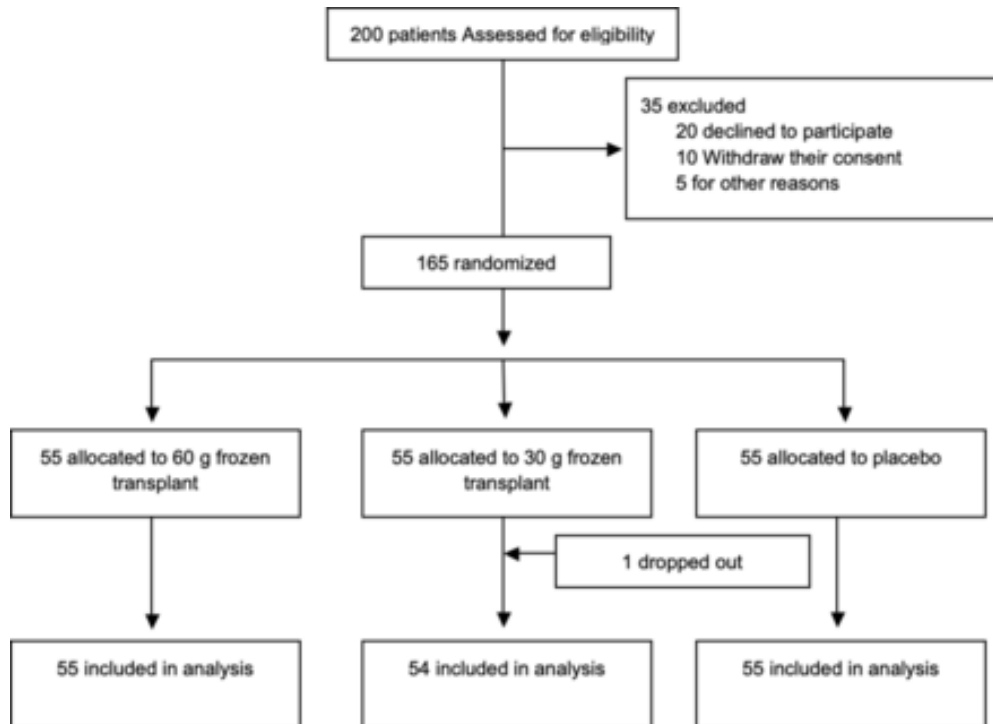 200 patients Assessed for eligibility
35 excluded
20 declined to participate
10 Withdraw their consent
5 for other reasons
165 randomized
55 allocated to 60 g frozen
transplant
55 allocated to 30 g frozen
transplant
55 allocated to placebo
1 dropped out
55 included in analysis
54 included in analysis
55 included in analysis